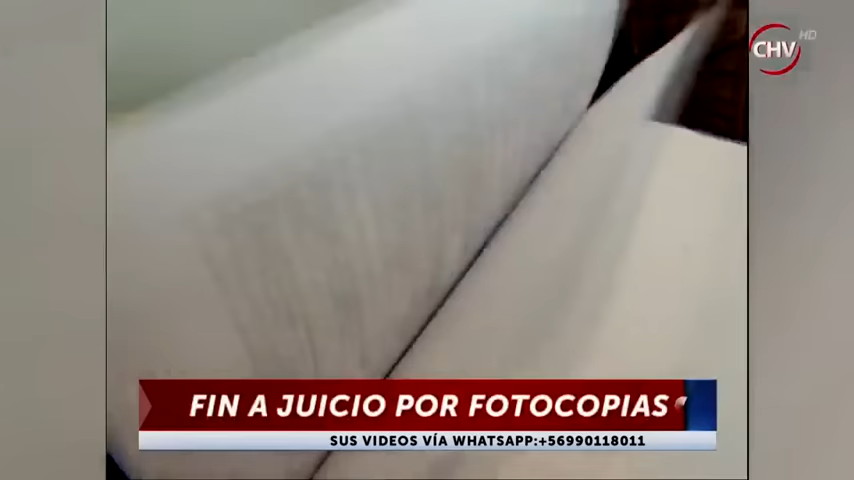 CHV HD
FIN A JUICIO POR FOTOCOPIAS
SUS VIDEOS VÍA WHATSAPP:+56990118011